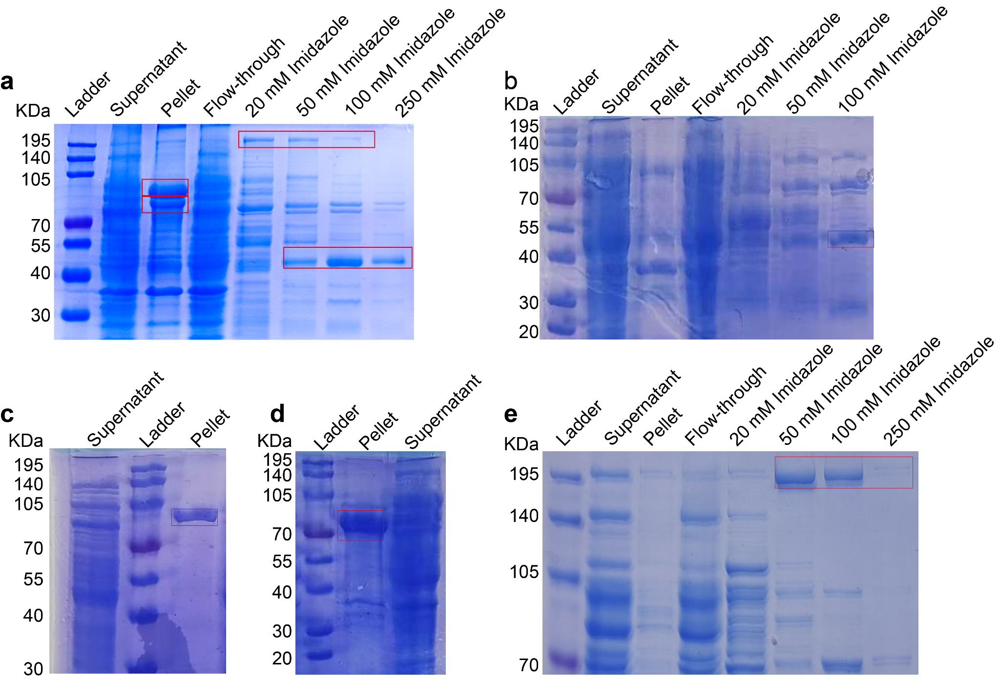 a
KDa
Ladder
Supernatant
Pellet
Flow-through
20 mM Imidazole
50 mM Imidazole
100 mM Imidazole
250 mM Imidazole
195
140
105
70
55
40
30
b
KDa
Ladder
Supernatant
Pellet
Flow-through
20 mM Imidazole
50 mM Imidazole
100 mM Imidazole
195
140
105
70
55
40
30
20
c
KDa
Supernatant
Ladder
Pellet
195
140
105
70
55
40
30
d
KDa
Ladder
Pellet
Supernatant
195
140
105
70
55
40
30
20
e
KDa
Ladder
Supernatant
Pellet
Flow-through
20 mM Imidazole
50 mM Imidazole
100 mM Imidazole
250 mM Imidazole
195
140
105
70